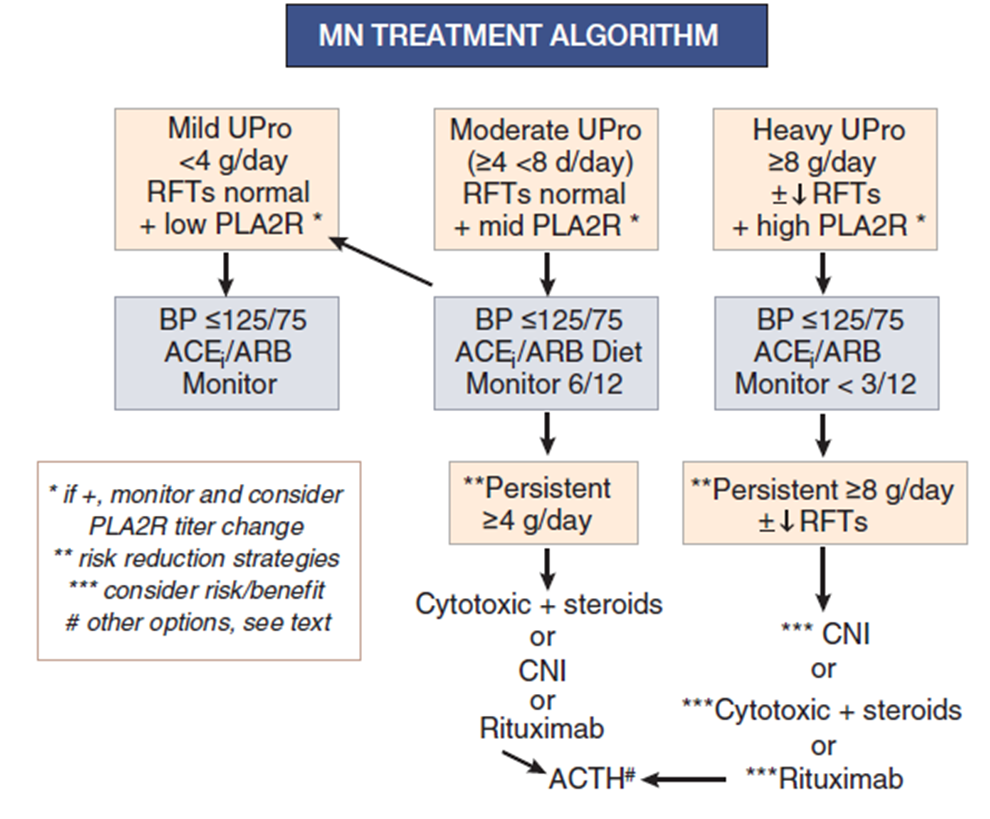 MN TREATMENT ALGORITHM
Mild UPro
<4 g/day
RFTs normal
+ low PLA2R *
Moderate UPro
(≥4 <8 d/day)
RFTs normal
+ mid PLA2R *
Heavy UPro
≥8 g/day
±↓RFTs
+ high PLA2R *
BP ≤125/75
ACEi/ARB
Monitor
BP ≤125/75
ACEi/ARB Diet
Monitor 6/12
BP ≤125/75
ACEi/ARB
Monitor < 3/12
* if +, monitor and consider
PLA2R titer change
** risk reduction strategies
*** consider risk/benefit
# other options, see text
**Persistent
≥4 g/day
**Persistent ≥8 g/day
±↓RFTs
Cytotoxic + steroids
or
CNI
or
Rituximab
*** CNI
or
***Cytotoxic + steroids
or
***Rituximab
ACTH#